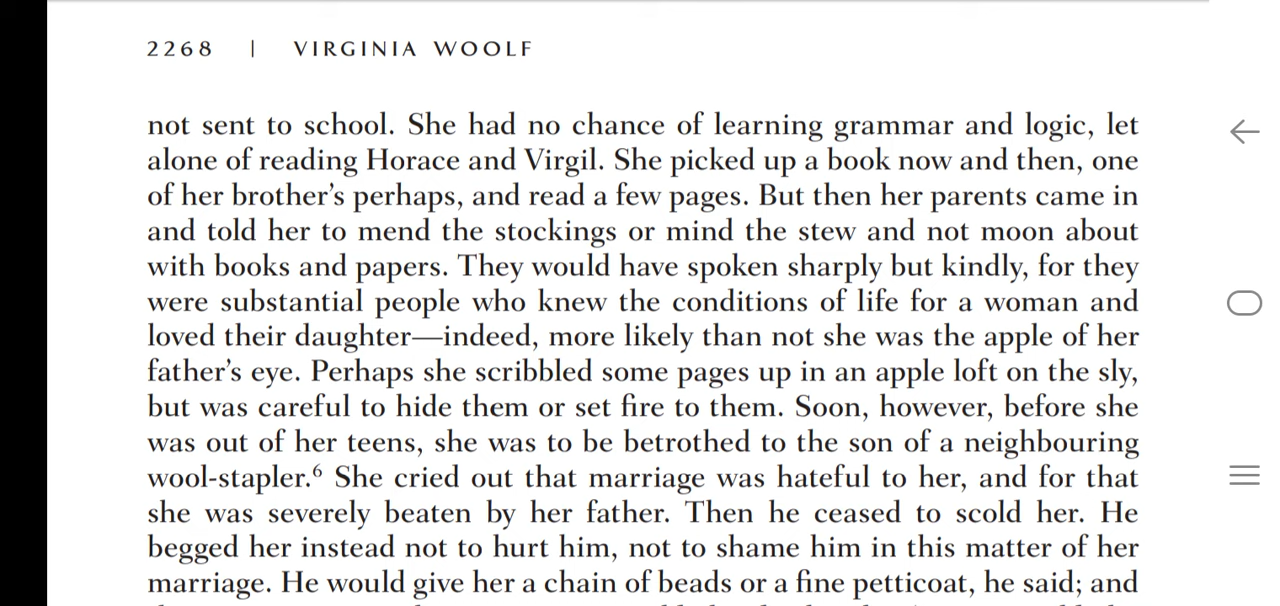 2268 | VIRGINIA WOOLF
not sent to school. She had no chance of learning grammar and logic, let
alone of reading Horace and Virgil. She picked up a book now and then, one
of her brother’s perhaps, and read a few pages. But then her parents came in
and told her to mend the stockings or mind the stew and not moon about
with books and papers. They would have spoken sharply but kindly, for they
were substantial people who knew the conditions of life for a woman and
loved their daughter—indeed, more likely than not she was the apple of her
father’s eye. Perhaps she scribbled some pages up in an apple loft on the sly,
but was careful to hide them or set fire to them. Soon, however, before she
was out of her teens, she was to be betrothed to the son of a neighbouring
wool-stapler.⁶ She cried out that marriage was hateful to her, and for that
she was severely beaten by her father. Then he ceased to scold her. He
begged her instead not to hurt him, not to shame him in this matter of her
marriage. He would give her a chain of beads or a fine petticoat, he said; and